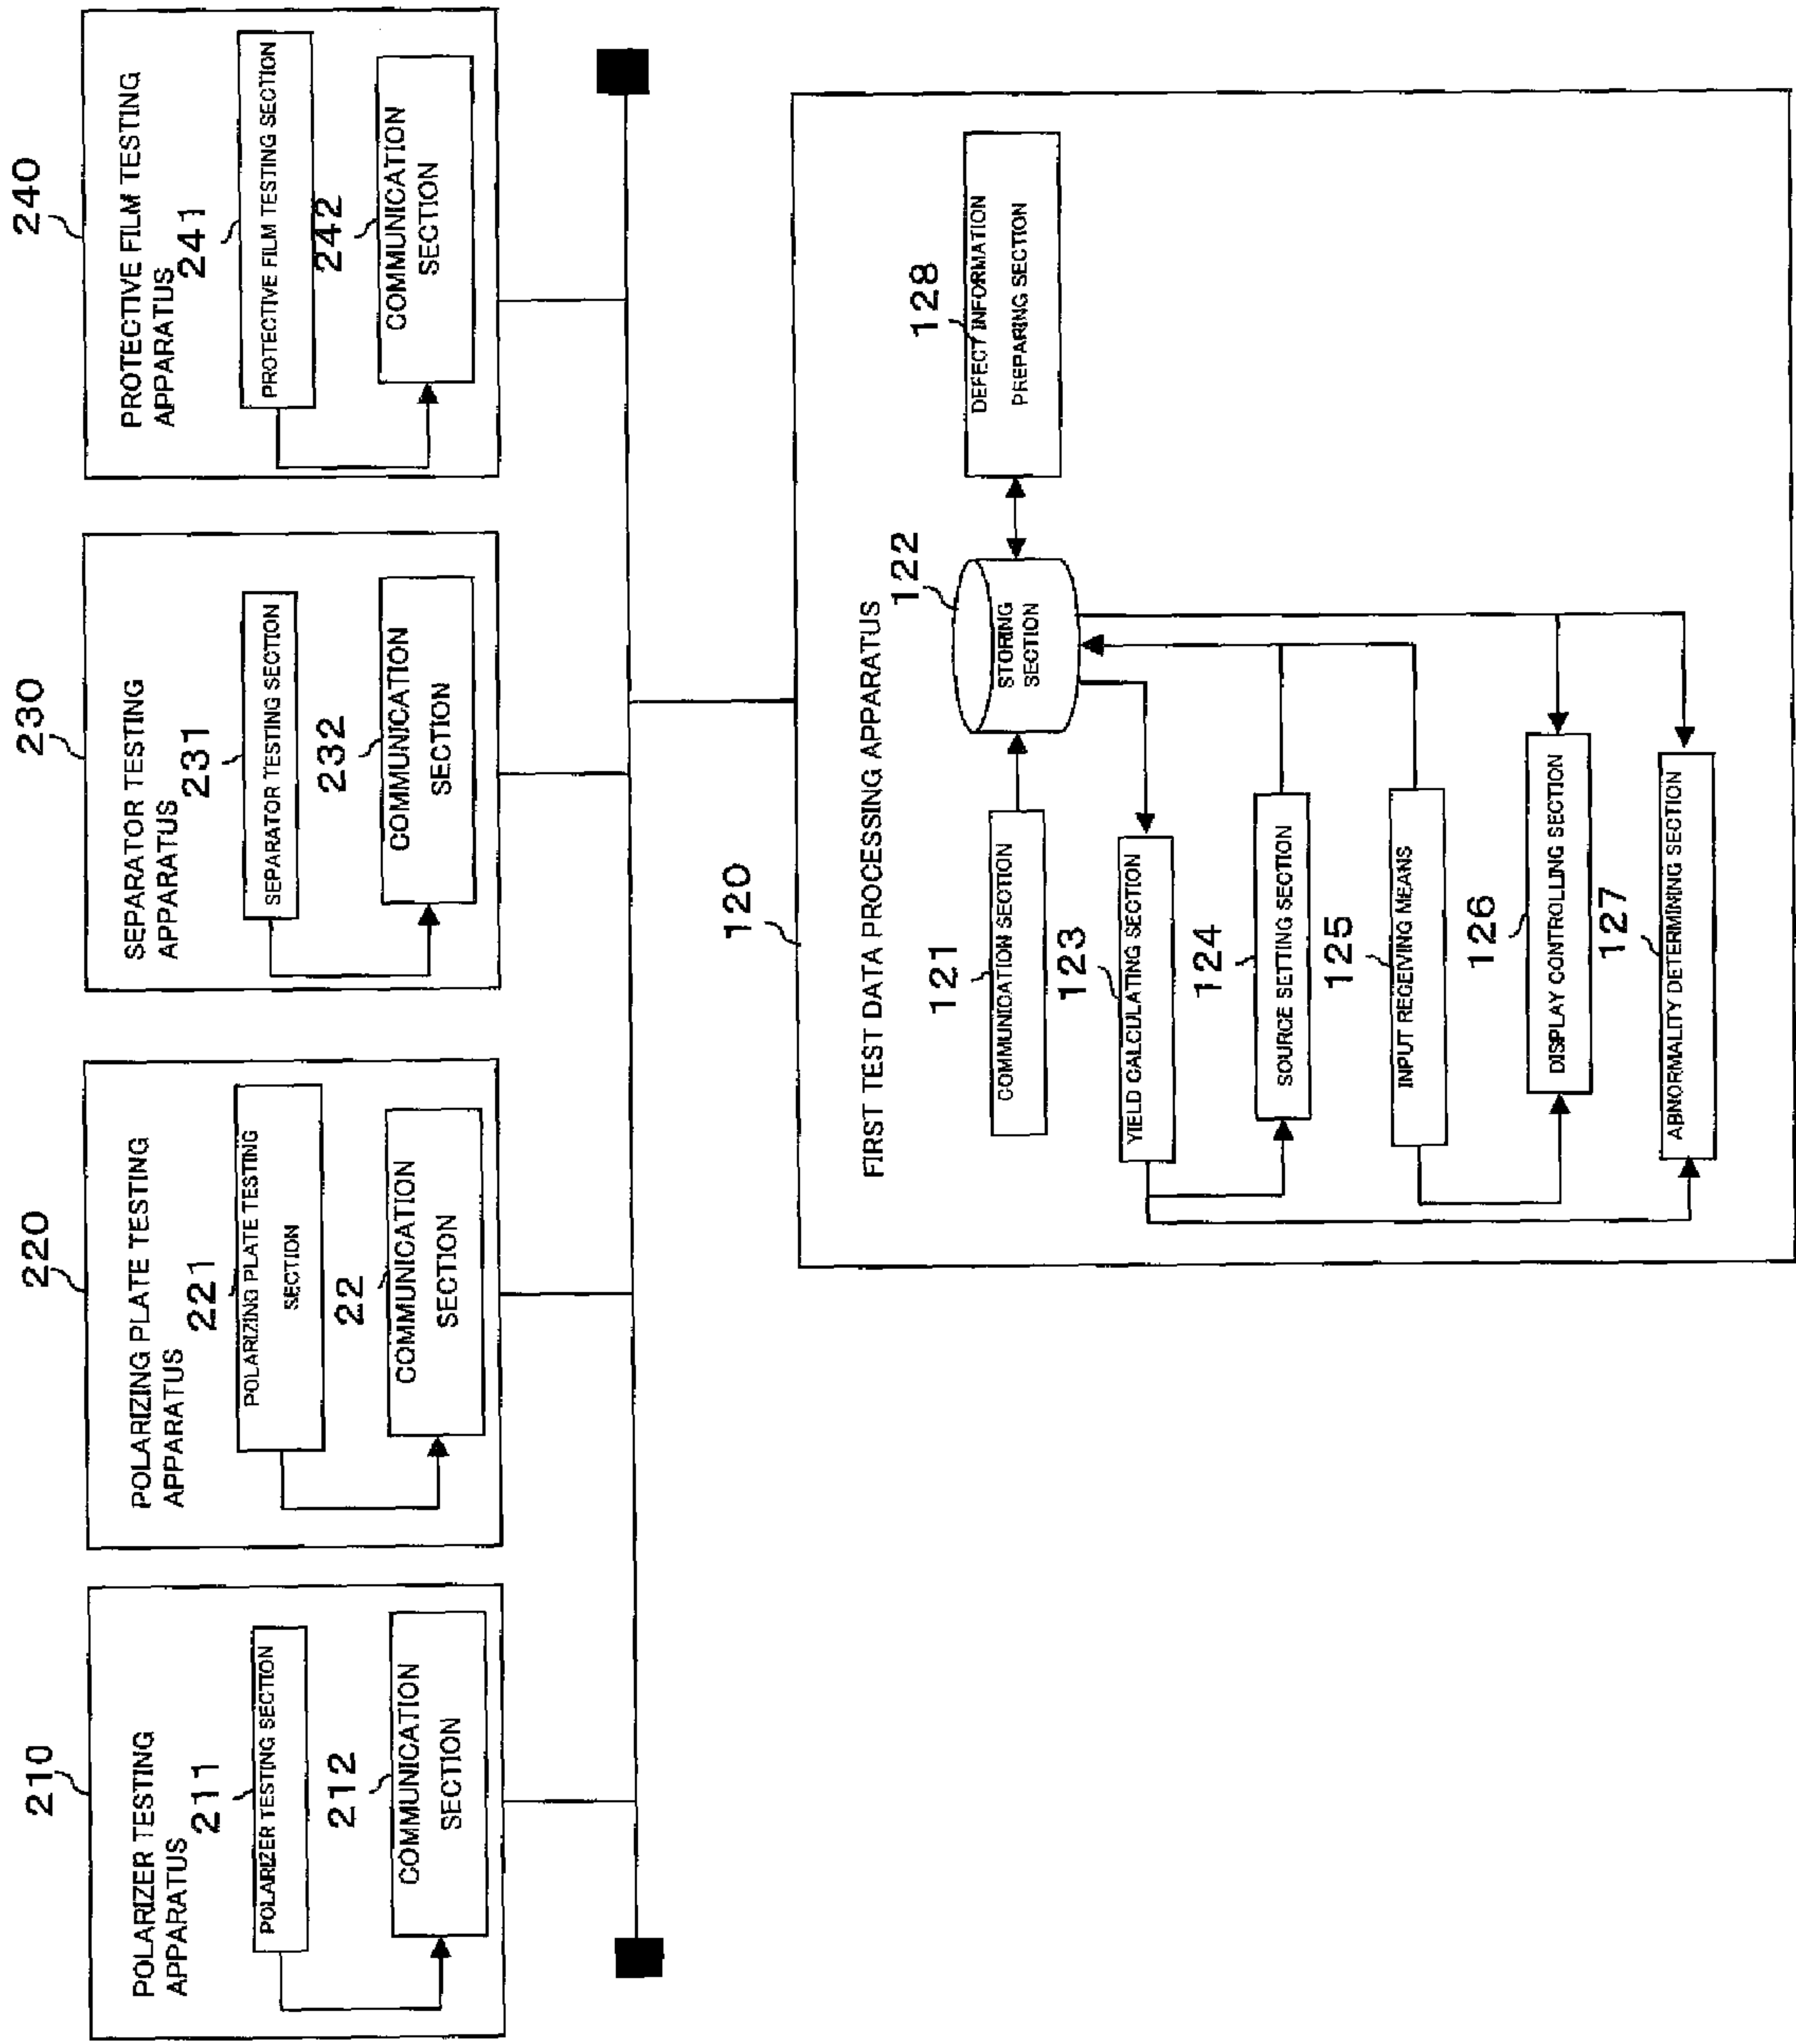 210
POLARIZER TESTING
APPARATUS
211
POLARIZER TESTING SECTION
212
COMMUNICATION
SECTION
220
POLARIZING PLATE TESTING
APPARATUS
221
POLARIZING PLATE TESTING
SECTION
22
COMMUNICATION
SECTION
230
SEPARATOR TESTING
APPARATUS
231
SEPARATOR TESTING SECTION
232
COMMUNICATION
SECTION
240
PROTECTIVE FILM TESTING
APPARATUS
241
PROTECTIVE FILM TESTING SECTION
242
COMMUNICATION
SECTION
120
FIRST TEST DATA PROCESSING APPARATUS
121
COMMUNICATION SECTION
122
STORING
SECTION
128
DEFECT INFORMATION
PREPARING SECTION
123
YIELD CALCULATING SECTION
124
SOURCE SETTING SECTION
125
INPUT RECEIVING MEANS
126
DISPLAY CONTROLLING SECTION
127
ABNORMALITY DETERMINING SECTION